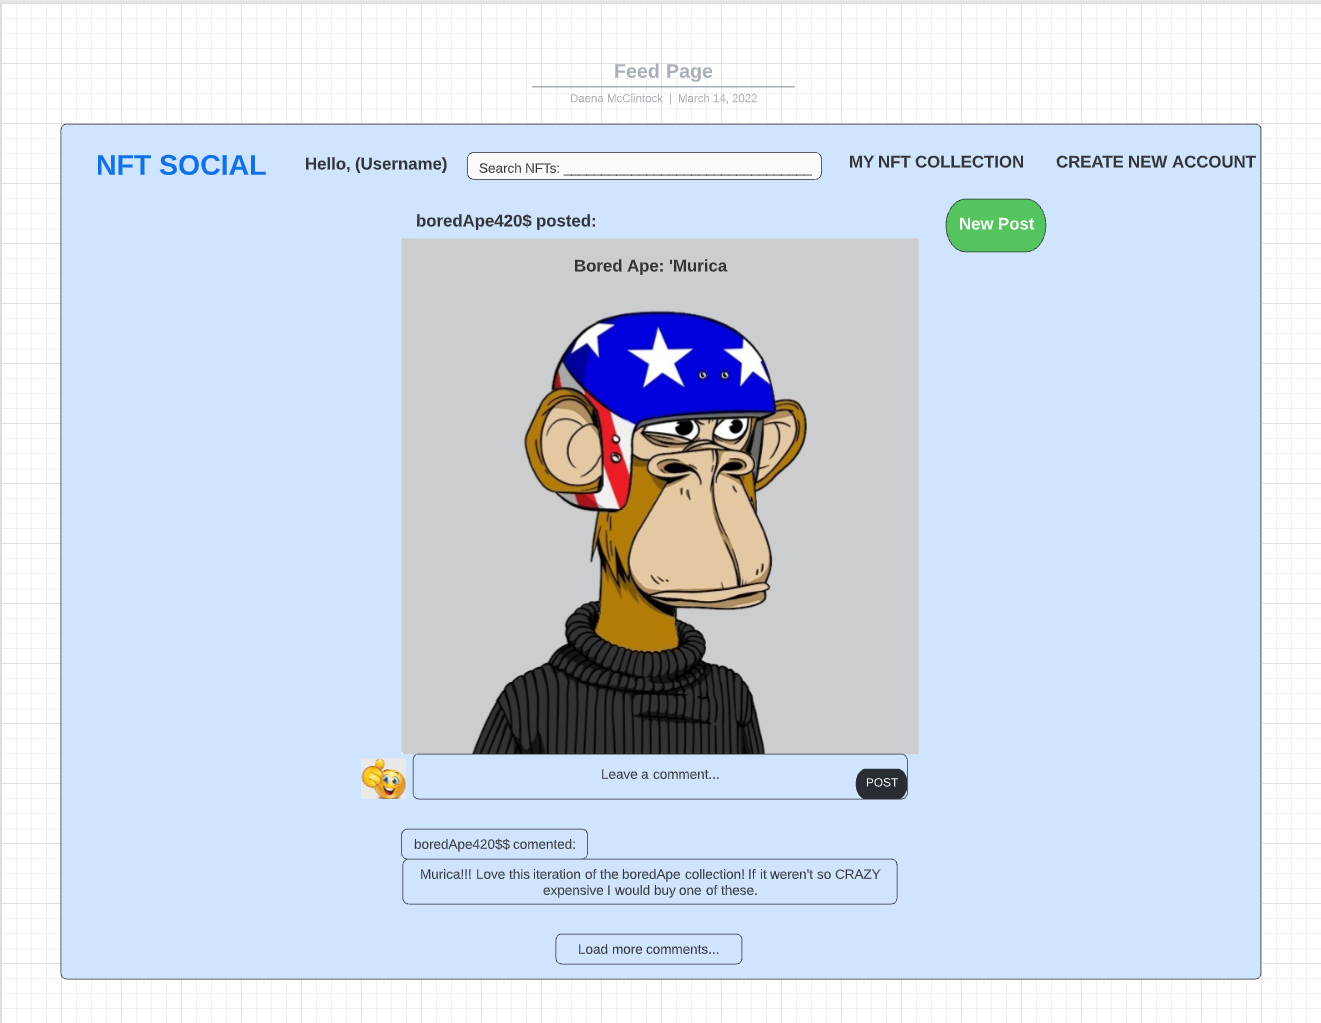 Feed Page
Daena McClintock | March 14, 2022
NFT SOCIAL
Hello, (Username)
Search NFTs: __________________________________
MY NFT COLLECTION
CREATE NEW ACCOUNT
boredApe420$ posted:
New Post
Bored Ape: 'Murica
Leave a comment...
POST
boredApe420$$ comented:
Murica!!! Love this iteration of the boredApe collection! If it weren't so CRAZY
expensive I would buy one of these.
Load more comments...